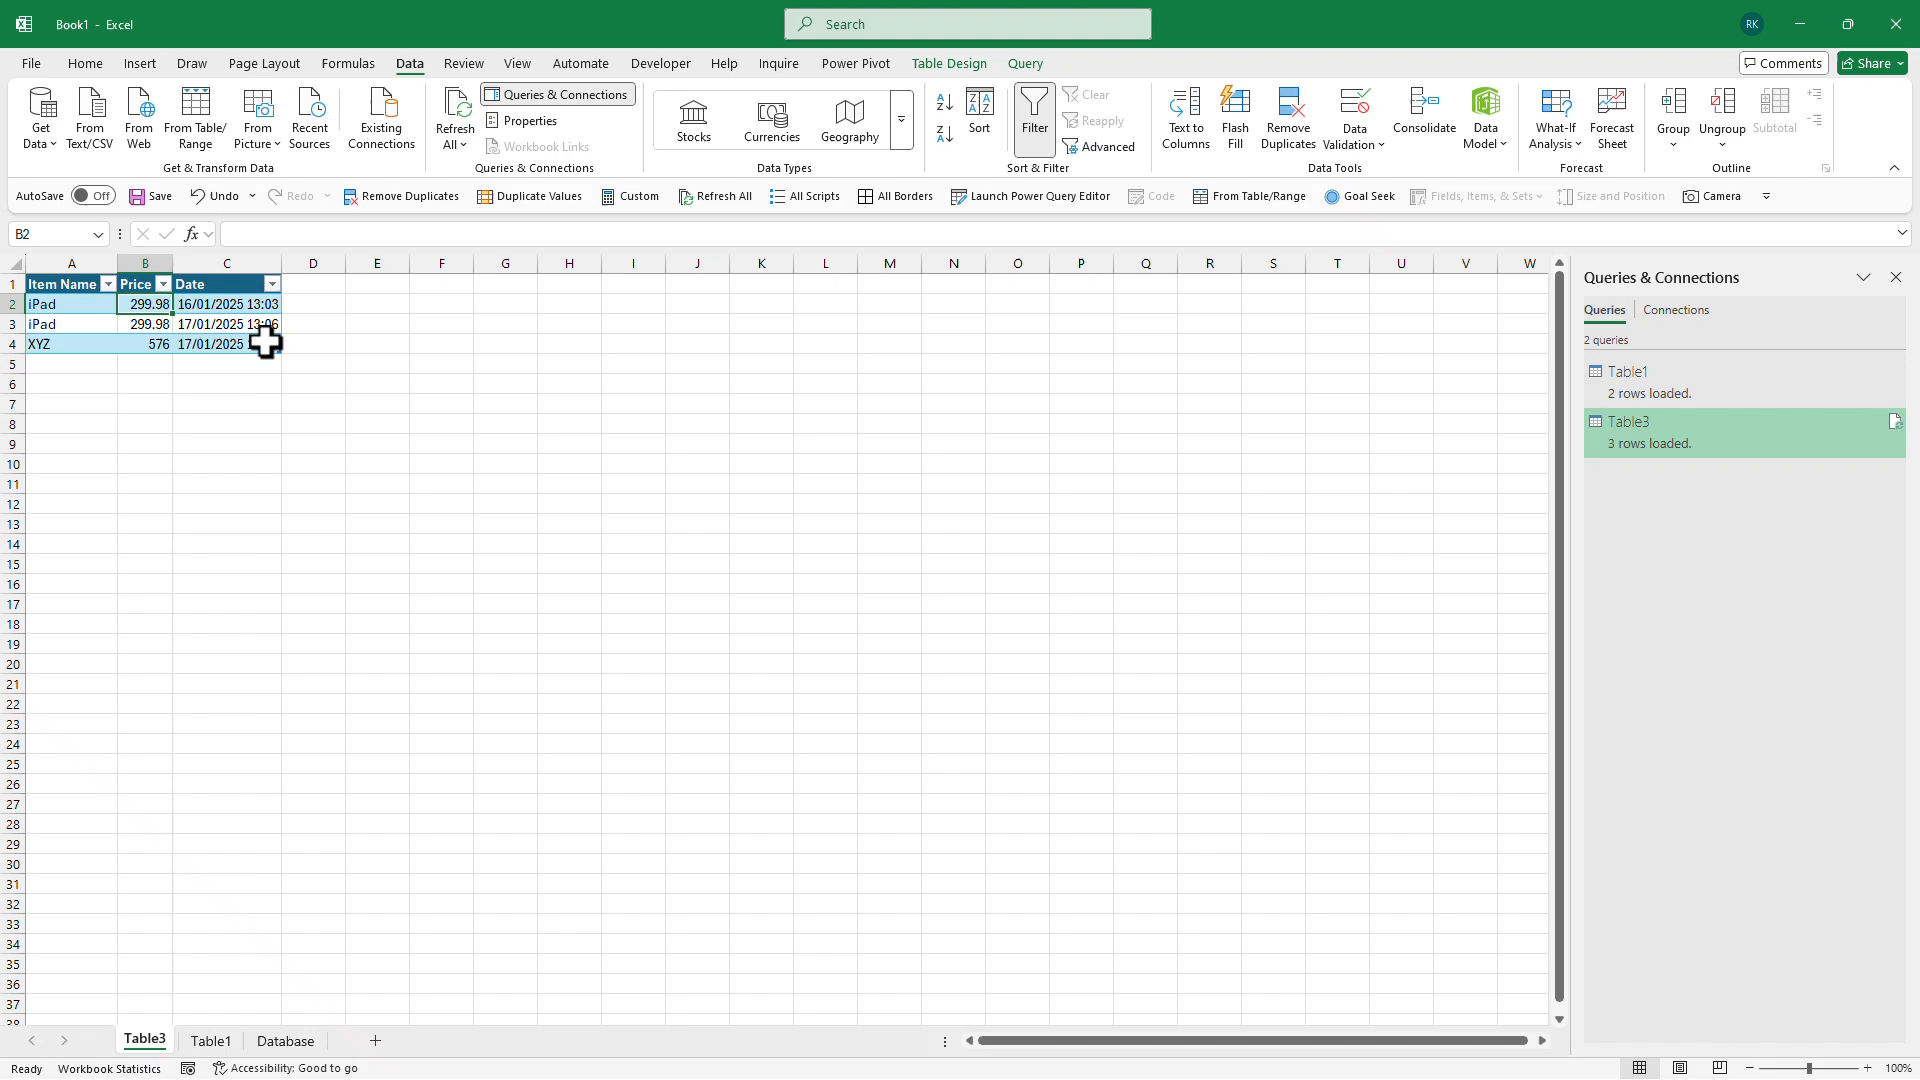 Book1 - Excel
Search
RK
File Home Insert Draw Page Layout Formulas Data Review View Automate Developer Help Inquire Power Pivot Table Design Query
Comments
Share
Get Data
From Text/CSV
From Web
From Table/ Range
From Picture
Recent Sources
Existing Connections
Get & Transform Data
Refresh All
Queries & Connections
Properties
Workbook Links
Queries & Connections
Stocks
Currencies
Geography
Data Types
Sort
Filter
Clear
Reapply
Advanced
Sort & Filter
Text to Columns
Flash Fill
Remove Duplicates
Data Validation
Consolidate
Data Model
Data Tools
What-If Analysis
Forecast Sheet
Forecast
Group
Ungroup
Subtotal
Outline
AutoSave Off Save Undo Redo Remove Duplicates Duplicate Values Custom Refresh All All Scripts All Borders Launch Power Query Editor Code From Table/Range Goal Seek Fields, Items, & Sets Size and Position Camera
B2
fx
A B C D E F G H I J K L M N O P Q R S T U V W
1 Item Name Price Date
2 iPad 299.98 16/01/2025 13:03
3 iPad 299.98 17/01/2025 13:06
4 XYZ 576 17/01/2025
5
6
7
8
9
10
11
12
13
14
15
16
17
18
19
20
21
22
23
24
25
26
27
28
29
30
31
32
33
34
35
36
37
38
Queries & Connections
Queries Connections
2 queries
Table1
2 rows loaded.
Table3
3 rows loaded.
Table3 Table1 Database
Ready Workbook Statistics Accessibility: Good to go
100%